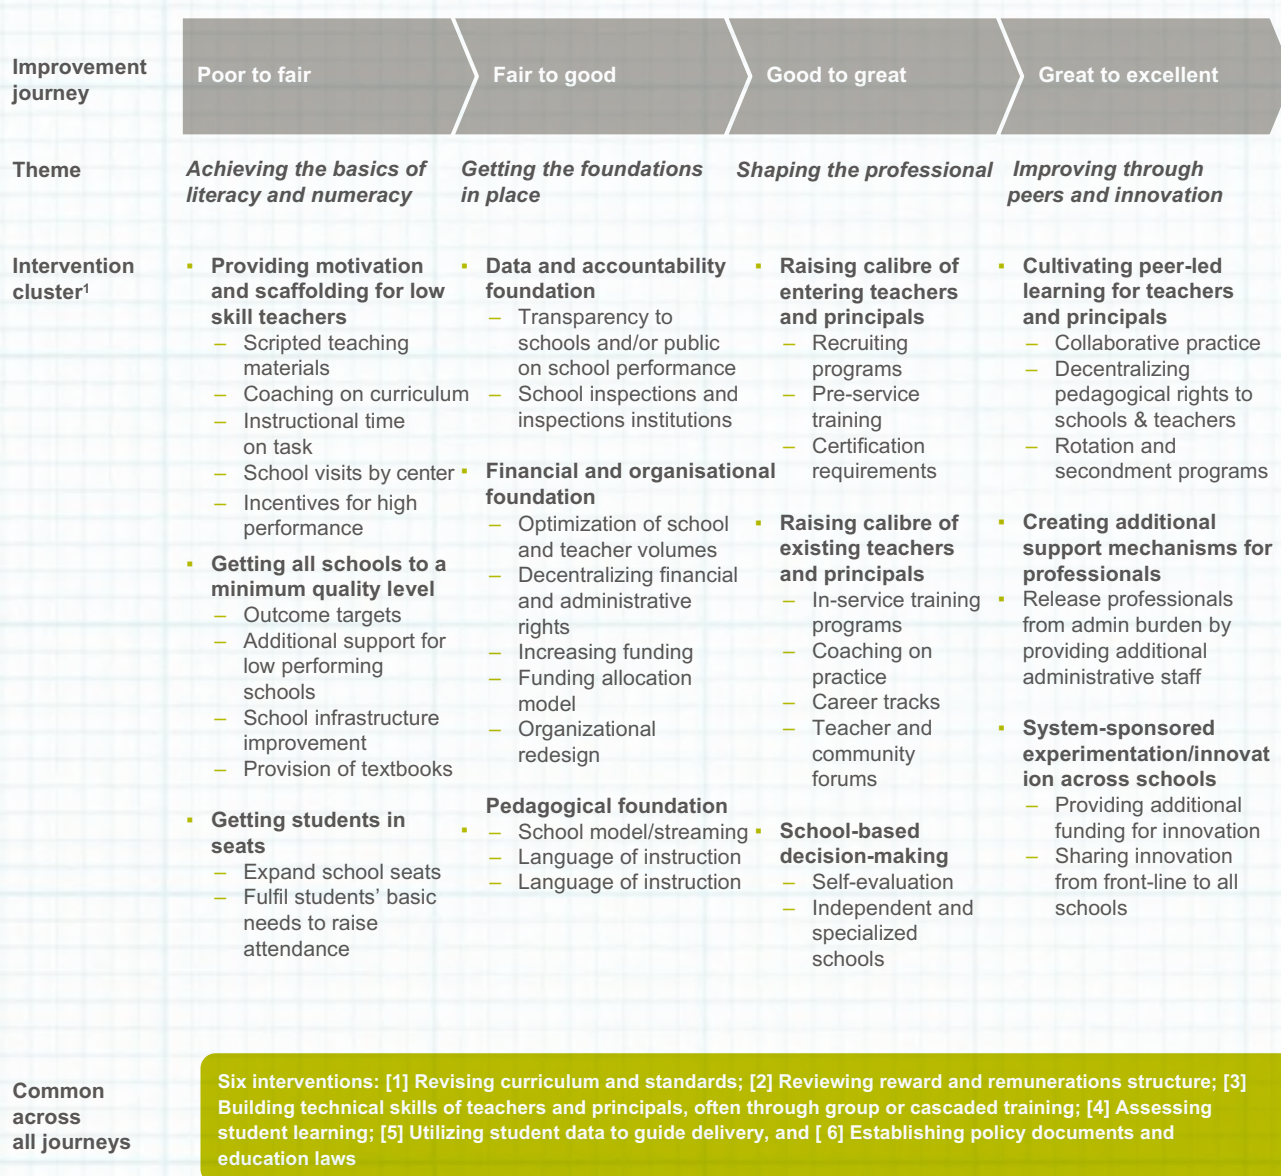 Improvement
journey
Poor to fair
Fair to good
Good to great
Great to excellent
Theme
Achieving the basics of
literacy and numeracy
Getting the foundations
in place
Shaping the professional
Improving through
peers and innovation
Intervention
cluster¹
▪ Providing motivation
and scaffolding for low
skill teachers
– Scripted teaching
materials
– Coaching on curriculum
– Instructional time
on task
– School visits by center
– Incentives for high
performance
▪ Getting all schools to a
minimum quality level
– Outcome targets
– Additional support for
low performing
schools
– School infrastructure
improvement
– Provision of textbooks
▪ Getting students in
seats
– Expand school seats
– Fulfil students’ basic
needs to raise
attendance
▪ Data and accountability
foundation
– Transparency to
schools and/or public
on school performance
– School inspections and
inspections institutions
▪ Financial and organisational
foundation
– Optimization of school
and teacher volumes
– Decentralizing financial
and administrative
rights
– Increasing funding
– Funding allocation
model
– Organizational
redesign
Pedagogical foundation
▪ – School model/streaming
– Language of instruction
– Language of instruction
▪ Raising calibre of
entering teachers
and principals
– Recruiting
programs
– Pre-service
training
– Certification
requirements
▪ Raising calibre of
existing teachers
and principals
– In-service training
programs
– Coaching on
practice
– Career tracks
– Teacher and
community
forums
▪ School-based
decision-making
– Self-evaluation
– Independent and
specialized
schools
▪ Cultivating peer-led
learning for teachers
and principals
– Collaborative practice
– Decentralizing
pedagogical rights to
schools & teachers
– Rotation and
secondment programs
▪ Creating additional
support mechanisms for
professionals
▪ Release professionals
from admin burden by
providing additional
administrative staff
▪ System-sponsored
experimentation/innovat
ion across schools
– Providing additional
funding for innovation
– Sharing innovation
from front-line to all
schools
Common
across
all journeys
Six interventions: [1] Revising curriculum and standards; [2] Reviewing reward and remunerations structure; [3]
Building technical skills of teachers and principals, often through group or cascaded training; [4] Assessing
student learning; [5] Utilizing student data to guide delivery, and [ 6] Establishing policy documents and
education laws